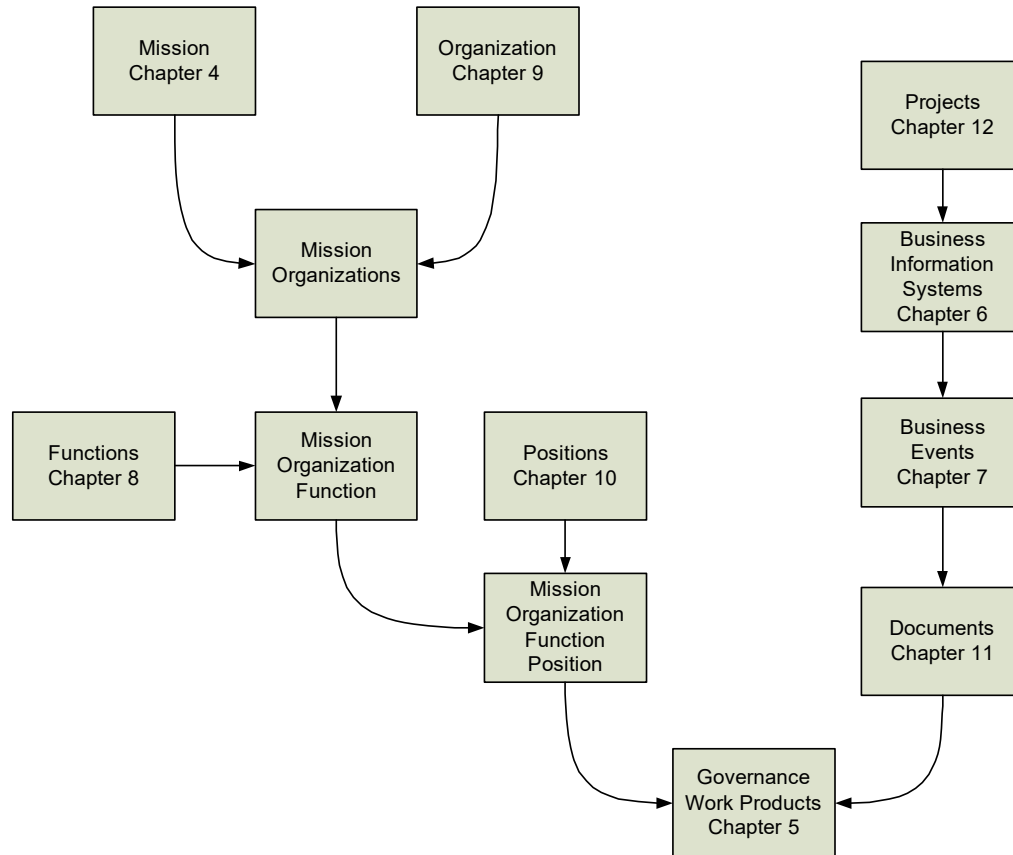 Mission
Chapter 4
Organization
Chapter 9
Projects
Chapter 12
Mission
Organizations
Business
Information
Systems
Chapter 6
Functions
Chapter 8
Mission
Organization
Function
Positions
Chapter 10
Business
Events
Chapter 7
Mission
Organization
Function
Position
Documents
Chapter 11
Governance
Work Products
Chapter 5